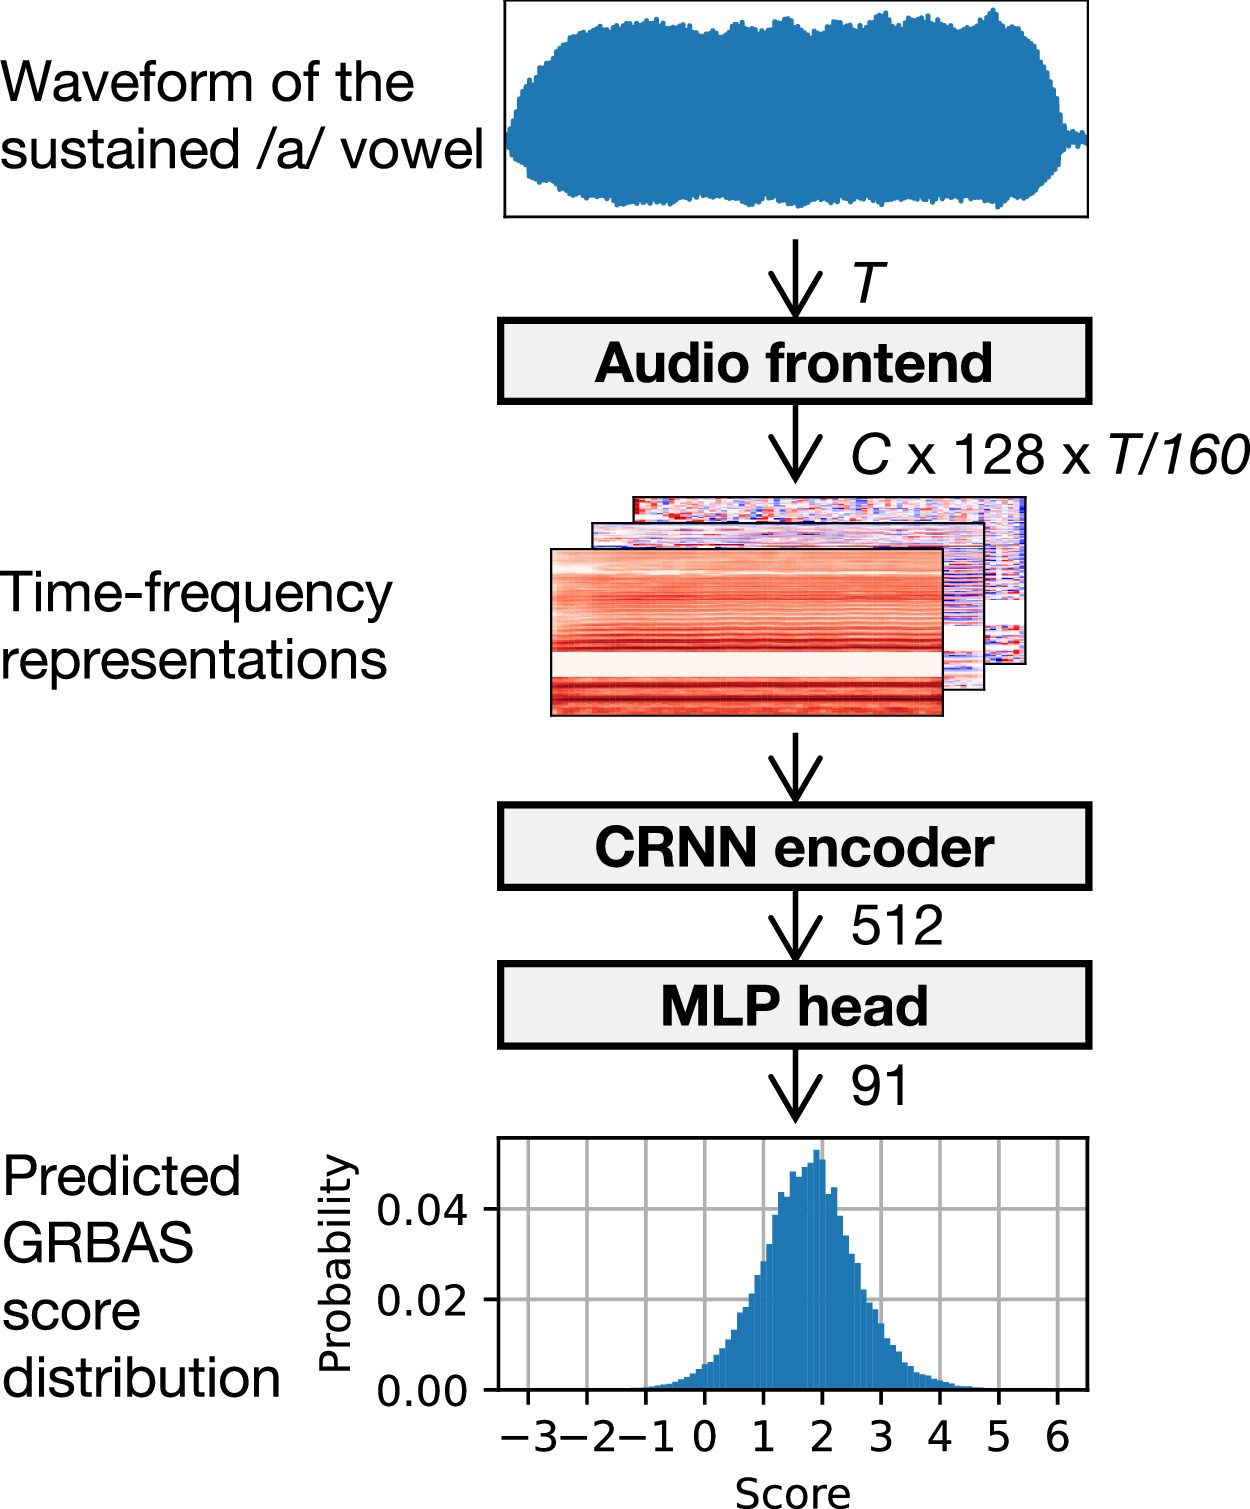 Waveform of the
sustained /a/ vowel
T
Audio frontend
C x 128 x T/160
Time-frequency
representations
CRNN encoder
512
MLP head
91
Predicted
GRBAS
score
distribution
Probability
0.04
0.02
0.00
−3 −2 −1 0 1 2 3 4 5 6
Score